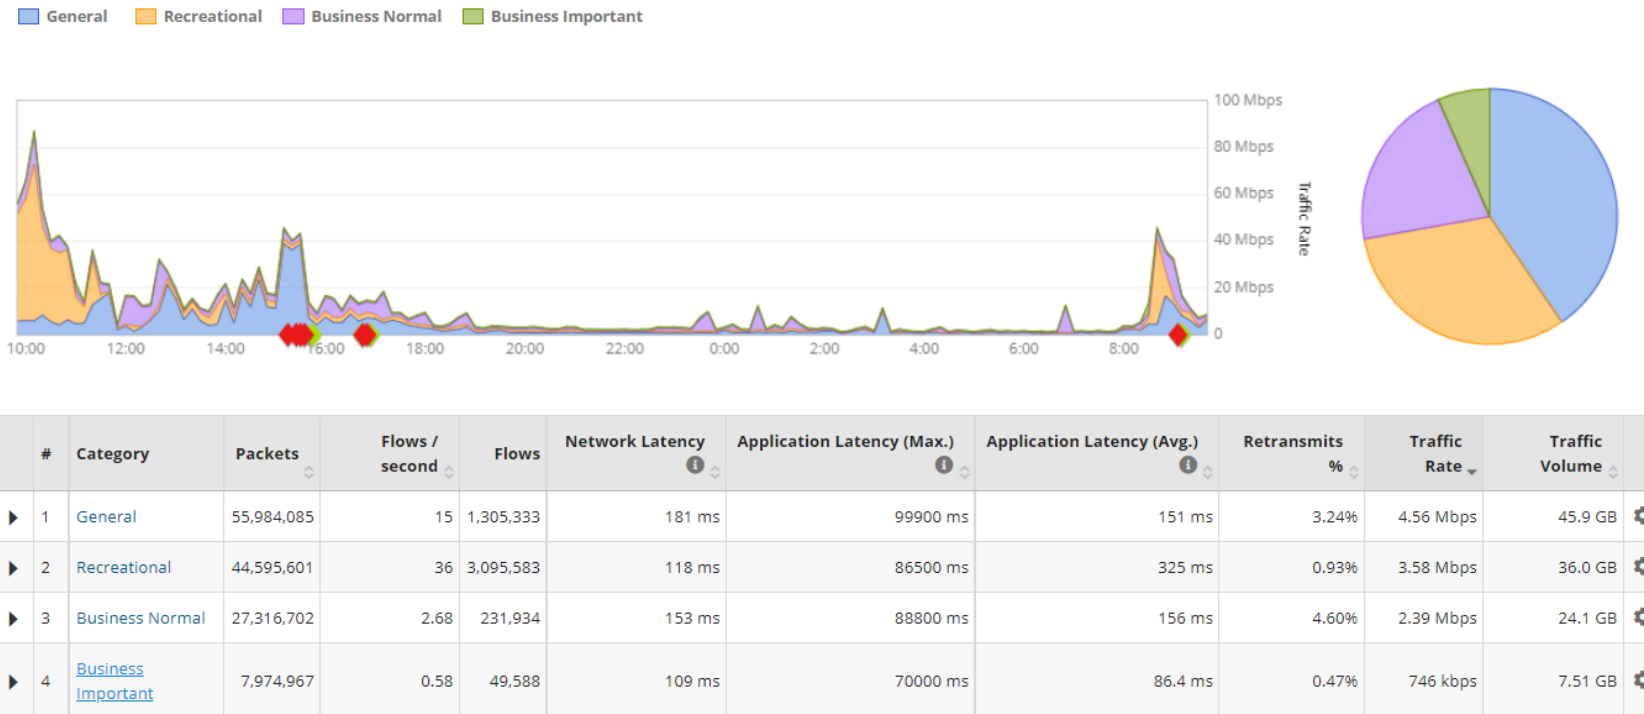 General Recreational Business Normal Business Important
100 Mbps
80 Mbps
60 Mbps
40 Mbps
20 Mbps
0
Traffic Rate
10:00 12:00 14:00 16:00 18:00 20:00 22:00 0:00 2:00 4:00 6:00 8:00
# Category Packets Flows / second Flows Network Latency Application Latency (Max.) Application Latency (Avg.) Retransmits % Traffic Rate Traffic Volume
1 General 55,984,085 15 1,305,333 181 ms 99900 ms 151 ms 3.24% 4.56 Mbps 45.9 GB
2 Recreational 44,595,601 36 3,095,583 118 ms 86500 ms 325 ms 0.93% 3.58 Mbps 36.0 GB
3 Business Normal 27,316,702 2.68 231,934 153 ms 88800 ms 156 ms 4.60% 2.39 Mbps 24.1 GB
4 Business Important 7,974,967 0.58 49,588 109 ms 70000 ms 86.4 ms 0.47% 746 kbps 7.51 GB